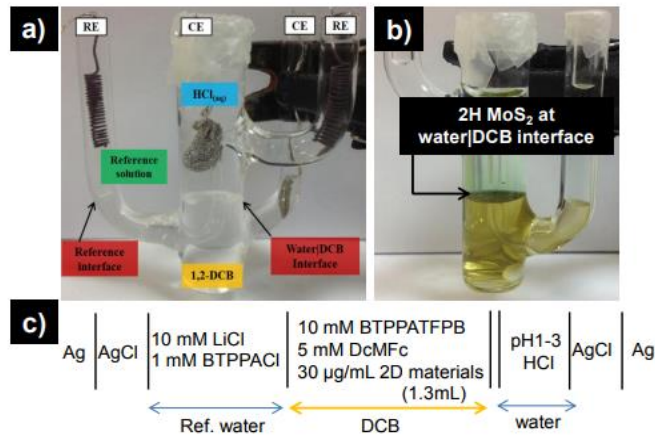 a)
RE
CE
CE
RE
HCl(aq)
Reference
solution
Reference
interface
Water|DCB
Interface
1,2-DCB
b)
2H MoS₂ at
water|DCB interface
c)
Ag
AgCl
10 mM LiCl
1 mM BTPPACl
10 mM BTPPATFPB
5 mM DcMFc
30 µg/mL 2D materials
(1.3mL)
pH1-3
HCl
AgCl
Ag
Ref. water
DCB
water